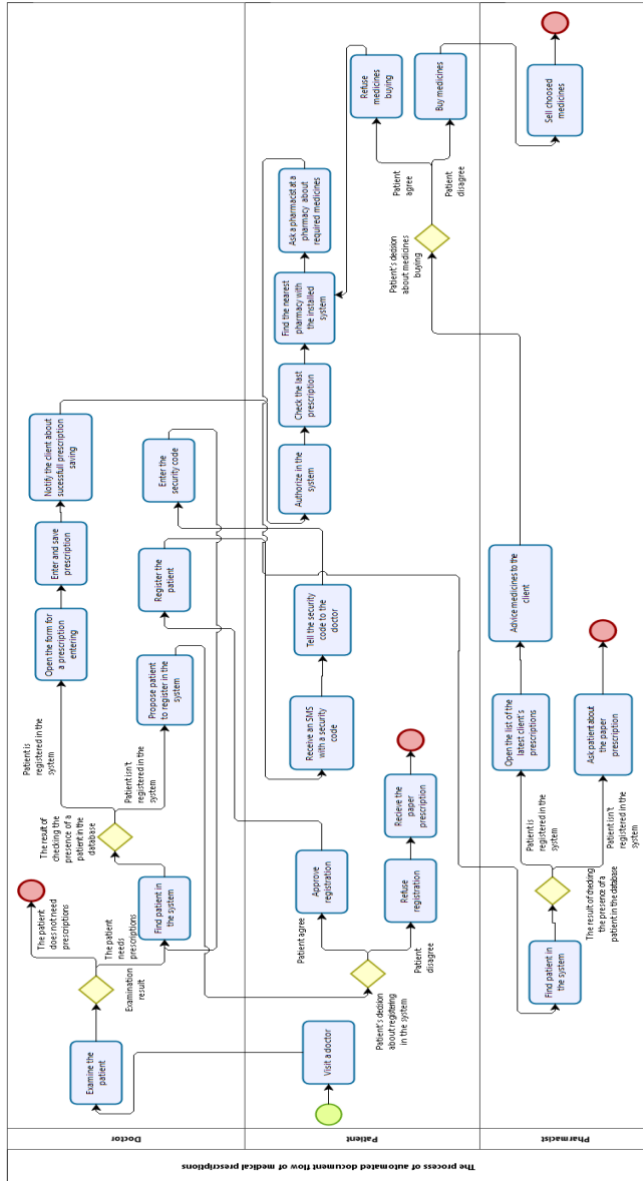 The process of automated document flow of medical prescriptions
Doctor
Examine the
patient
Examination
result
The patient
does not need
prescriptions
The patient
needs
prescriptions
Find patient in
the system
The result of
checking the
presence of a
patient in the
database
Patient is
registered in the
system
Patient isn't
registered in the
system
Open the form for
a prescription
entering
Enter and save
prescription
Notify the client about
sucessfull prescription
saving
Propose patient
to register in the
system
Register the
patient
Enter the
security code
Patient
Visit a doctor
Patient's decision
about registering
in the system
Patient agree
Patient
disagree
Approve
registration
Refuse
registration
Recieve the
paper
prescription
Receive an SMS
with a security
code
Tell the security
code to the
doctor
Authorize in the
system
Check the last
prescription
Find the nearest
pharmacy with
the installed
system
Ask a pharmacist at a
pharmacy about
required medicines
Patient's decision
about medicines
buying
Patient
agree
Patient
disagree
Refuse
medicines
buying
Buy medicines
Pharmacist
Find patient in
the system
The result of checking
the presence of a
patient in the database
Patient is
registered in the
system
Patient isn't
registered in the
system
Open the list of the
latest client's
prescriptions
Ask patient about
the paper
prescription
Advice medicines to the
client
Sell choosed
medicines